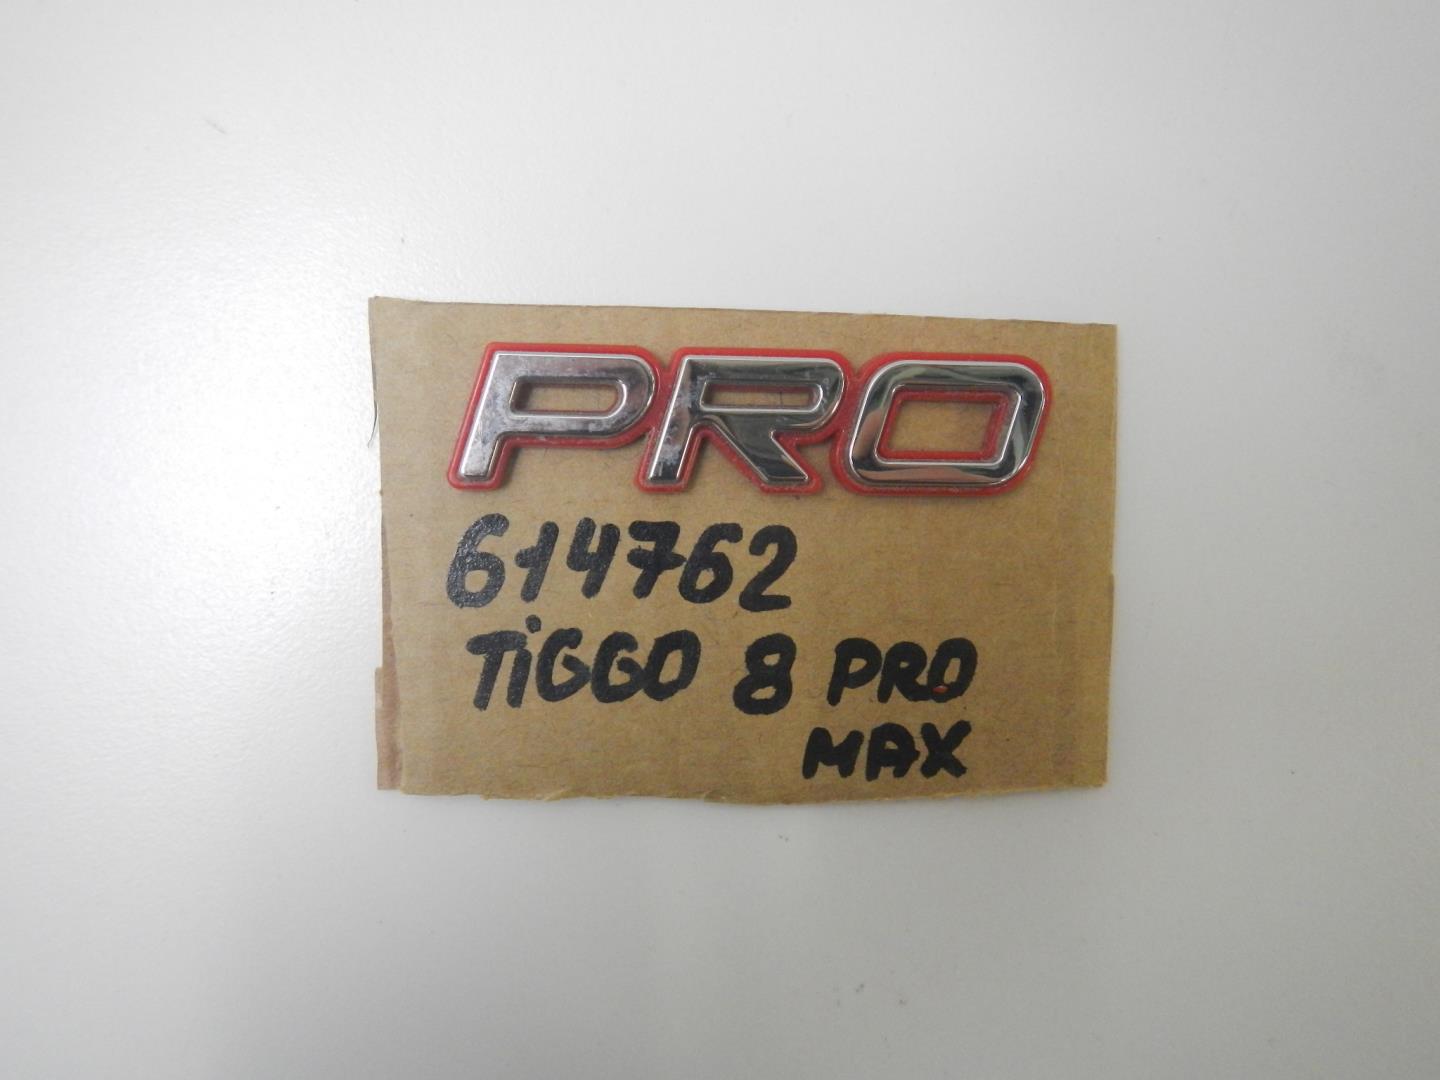 PRO
614762
TiGGO 8 PRO
MAX